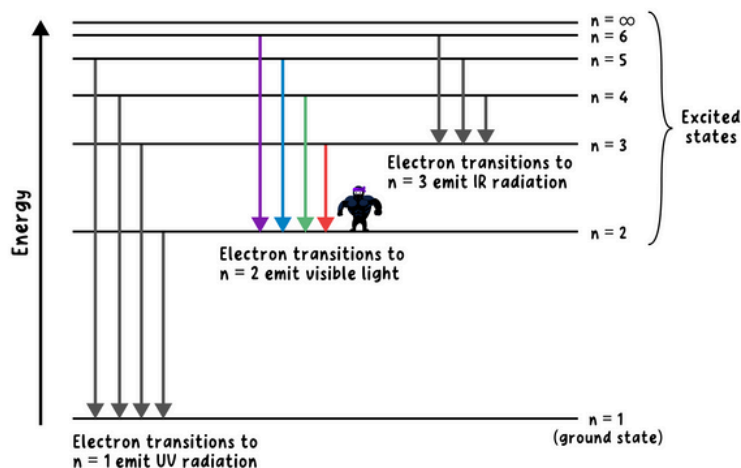 n = ∞
n = 6
n = 5
n = 4
Excited
states
n = 3
Electron transitions to
n = 3 emit IR radiation
Energy
n = 2
Electron transitions to
n = 2 emit visible light
n = 1
(ground state)
Electron transitions to
n = 1 emit UV radiation